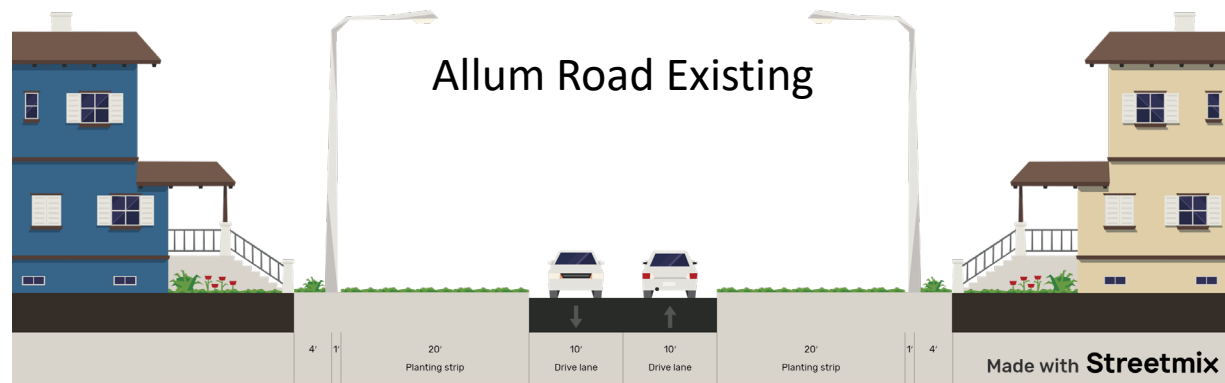 Allum Road Existing
4' 1' 20' 10' 10' 20' 1' 4'
Planting strip Drive lane Drive lane Planting strip
Made with Streetmix